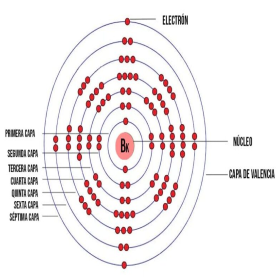 ELECTRÓN
PRIMERA CAPA
SEGUNDA CAPA
TERCERA CAPA
CUARTA CAPA
QUINTA CAPA
SEXTA CAPA
SÉPTIMA CAPA
Bk
NÚCLEO
CAPA DE VALENCIA